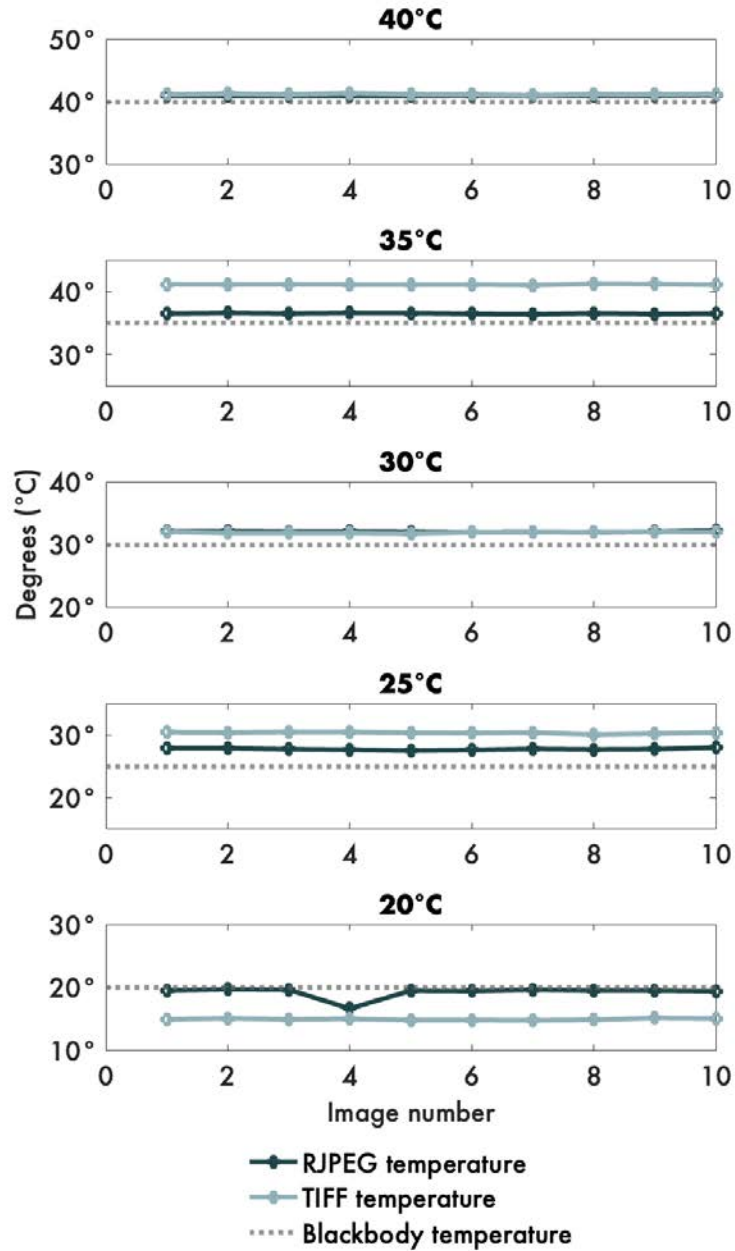 40°C
50°
40°
30°
0 2 4 6 8 10
35°C
40°
30°
0 2 4 6 8 10
30°C
40°
30°
20°
0 2 4 6 8 10
Degrees (°C)
25°C
30°
20°
0 2 4 6 8 10
20°C
30°
20°
10°
0 2 4 6 8 10
Image number
RJPEG temperature
TIFF temperature
Blackbody temperature